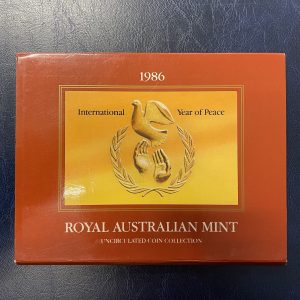 1986
International Year of Peace
ROYAL AUSTRALIAN MINT
UNCIRCULATED COIN COLLECTION